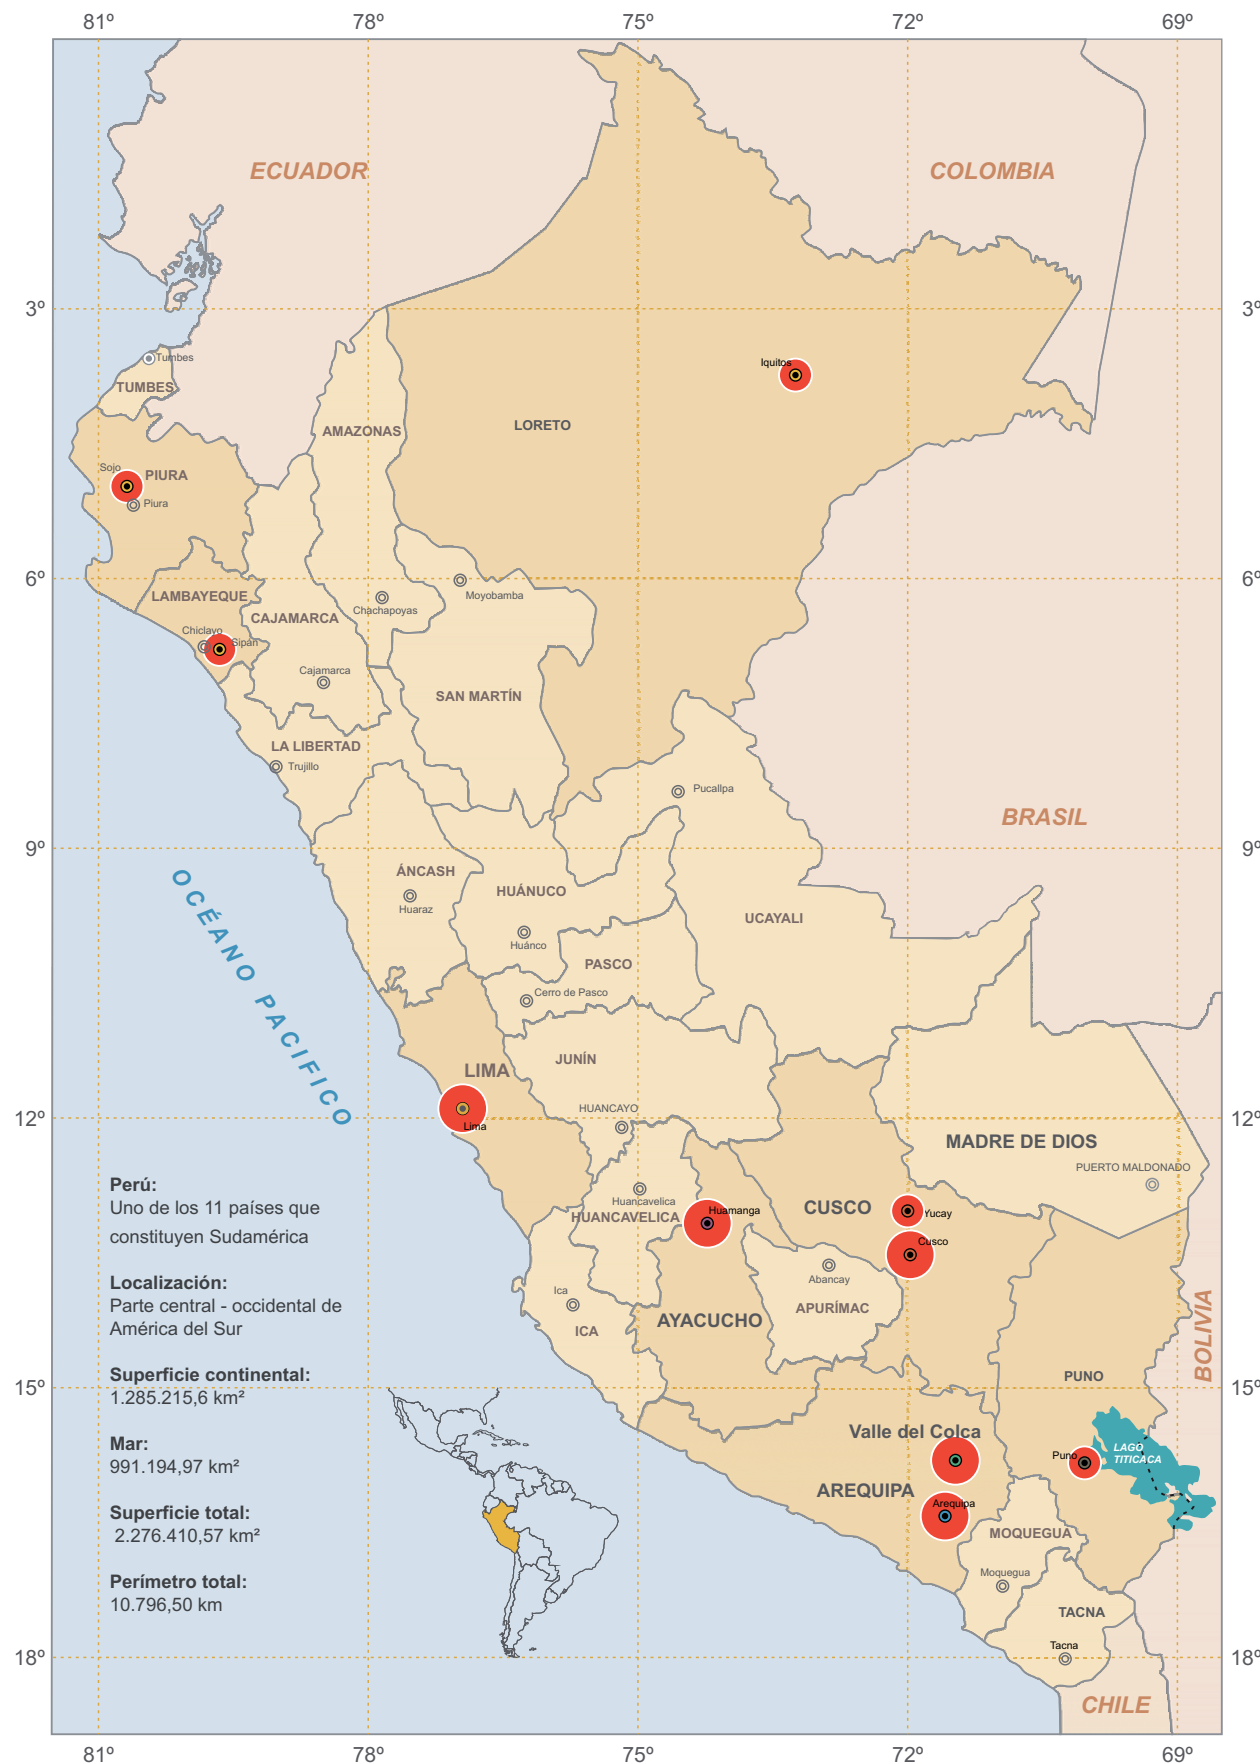 81º 78º 75º 72º 69º
ECUADOR
COLOMBIA
3º 3º
Tumbes
TUMBES
Iquitos
LORETO
AMAZONAS
Sojo
PIURA
Piura
6º 6º
LAMBAYEQUE
Moyobamba
Chachapoyas
CAJAMARCA
Chiclayo
Sipán
Cajamarca
SAN MARTÍN
LA LIBERTAD
Trujillo
Pucallpa
BRASIL
9º 9º
ÁNCASH
Huaraz
HUÁNUCO
Huánco
UCAYALI
OCÉANO PACIFICO
PASCO
Cerro de Pasco
JUNÍN
LIMA
Lima
HUANCAYO
12º 12º
MADRE DE DIOS
PUERTO MALDONADO
Huancavelica
HUANCAVELICA
Huamanga
CUSCO
Yucay
Cusco
Abancay
APURÍMAC
Ica
ICA
AYACUCHO
BOLIVIA
Perú:
Uno de los 11 países que
constituyen Sudamérica
Localización:
Parte central - occidental de
América del Sur
Superficie continental:
1.285.215,6 km²
Mar:
991.194,97 km²
Superficie total:
2.276.410,57 km²
Perímetro total:
10.796,50 km
15º 15º
PUNO
Valle del Colca
Puno
LAGO
TITICACA
AREQUIPA
Arequipa
MOQUEGUA
Moquegua
TACNA
Tacna
18º 18º
CHILE
81º 78º 75º 72º 69º